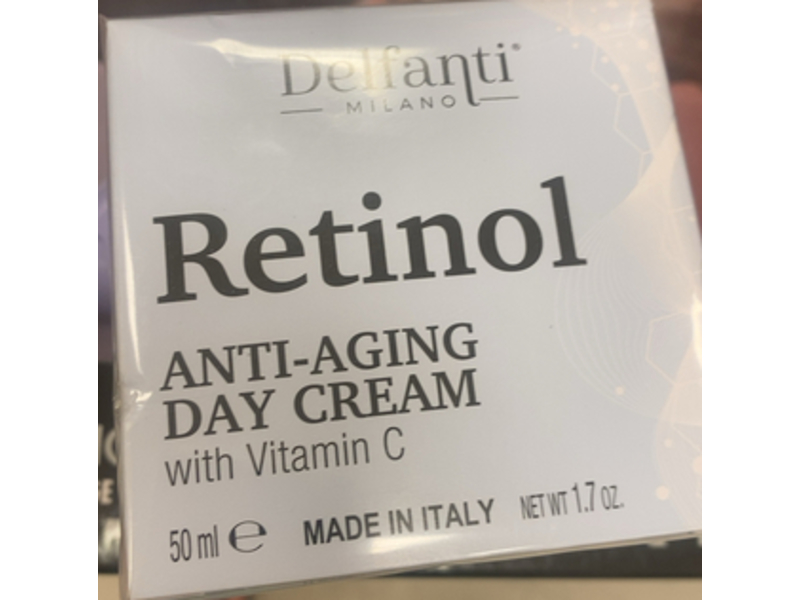 Delfanti®
MILANO
Retinol
ANTI-AGING
DAY CREAM
with Vitamin C
50 ml ℮ MADE IN ITALY NET WT 1.7 OZ.